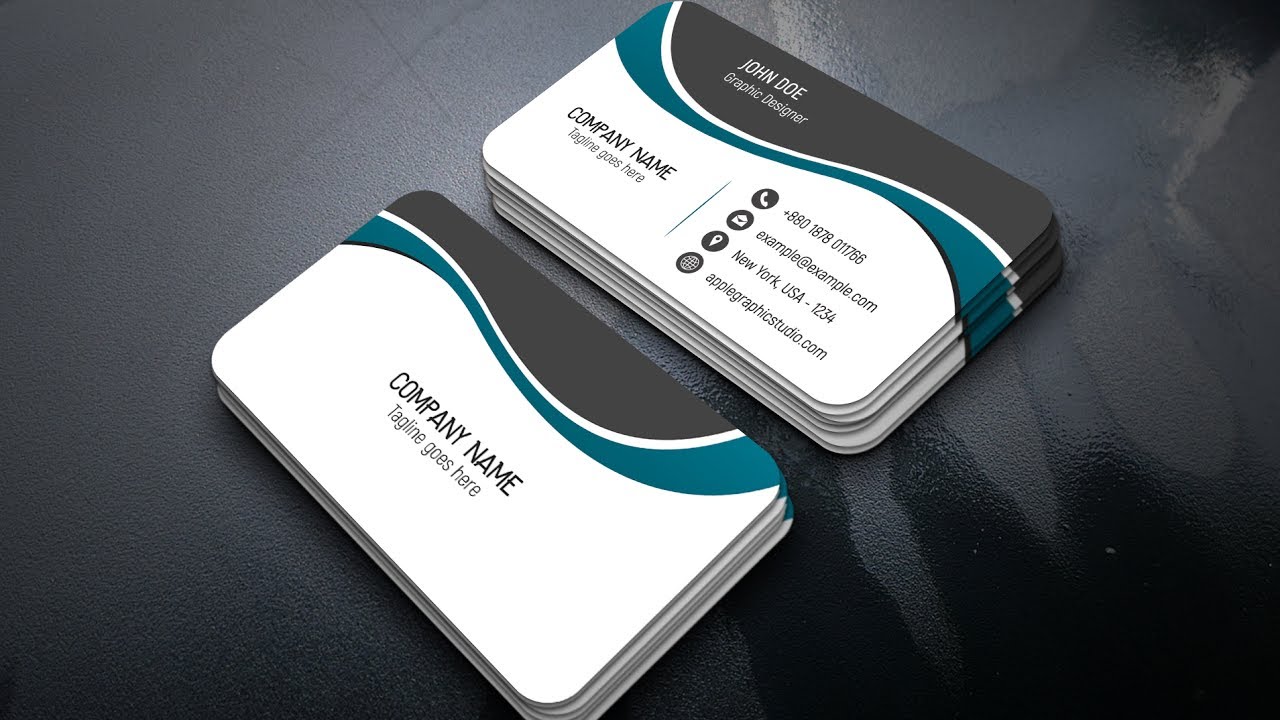 JOHN DOE
Graphic Designer
COMPANY NAME
Tagline goes here
+880 1878 011766
example@example.com
New York, USA - 1234
applegraphicstudio.com
COMPANY NAME
Tagline goes here